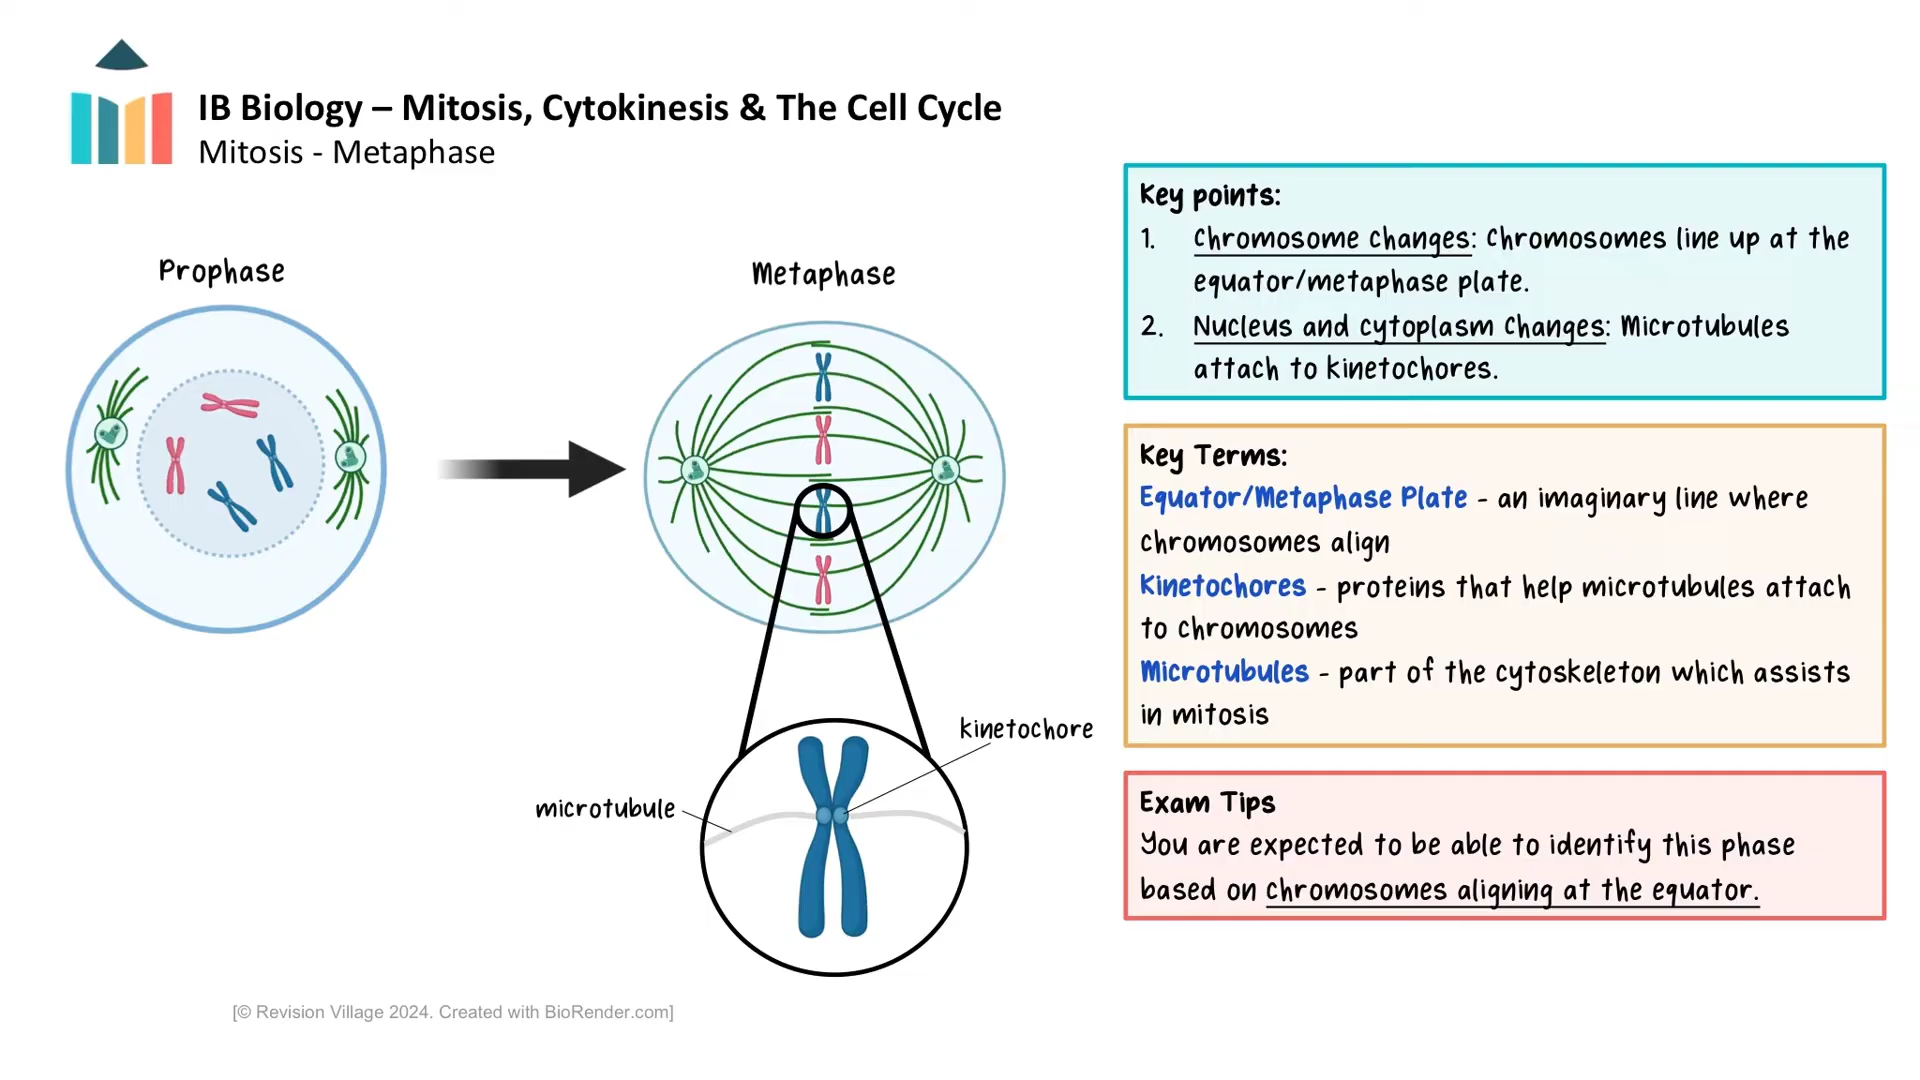 IB Biology – Mitosis, Cytokinesis & The Cell Cycle
Mitosis - Metaphase
Prophase
Metaphase
microtubule
kinetochore
Key points:
1. Chromosome changes: Chromosomes line up at the
equator/metaphase plate.
2. Nucleus and cytoplasm changes: Microtubules
attach to kinetochores.
Key Terms:
Equator/Metaphase Plate - an imaginary line where
chromosomes align
Kinetochores - proteins that help microtubules attach
to chromosomes
Microtubules - part of the cytoskeleton which assists
in mitosis
Exam Tips
You are expected to be able to identify this phase
based on chromosomes aligning at the equator.
[© Revision Village 2024. Created with BioRender.com]